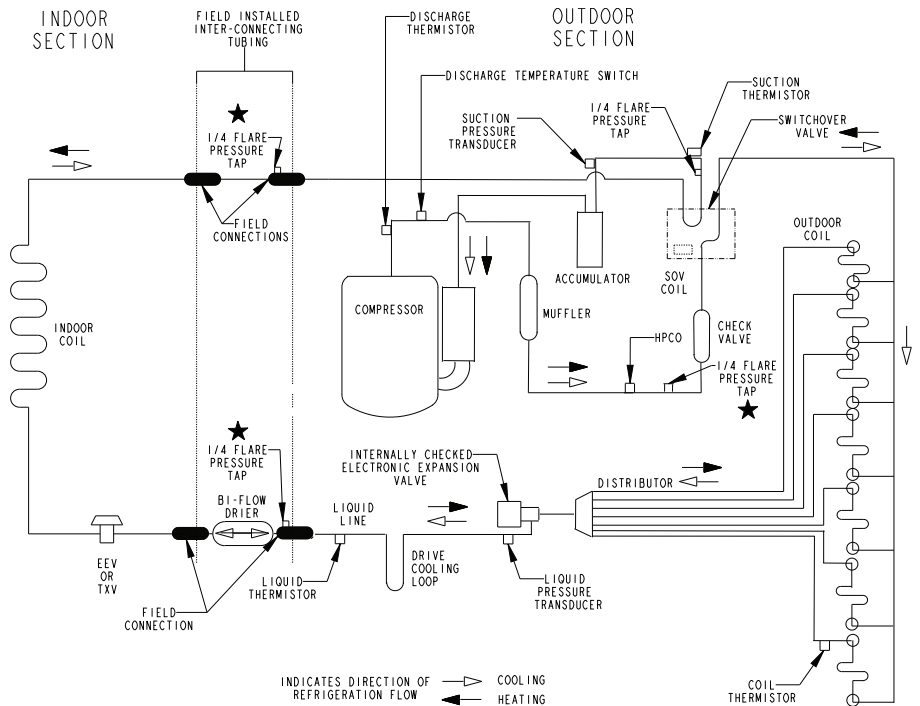 INDOOR
SECTION
FIELD INSTALLED
INTER-CONNECTING
TUBING
DISCHARGE
THERMISTOR
OUTDOOR
SECTION
DISCHARGE TEMPERATURE SWITCH
SUCTION
THERMISTOR
1/4 FLARE
PRESSURE
TAP
SUCTION
PRESSURE
TRANSDUCER
1/4 FLARE
PRESSURE
TAP
SWITCHOVER
VALVE
FIELD
CONNECTIONS
OUTDOOR
COIL
ACCUMULATOR
SOV
COIL
COMPRESSOR
MUFFLER
INDOOR
COIL
HPCO
CHECK
VALVE
1/4 FLARE
PRESSURE
TAP
1/4 FLARE
PRESSURE
TAP
INTERNALLY CHECKED
ELECTRONIC EXPANSION
VALVE
DISTRIBUTOR
BI-FLOW
DRIER
LIQUID
LINE
EEV
OR
TXV
LIQUID
THERMISTOR
DRIVE
COOLING
LOOP
LIQUID
PRESSURE
TRANSDUCER
FIELD
CONNECTION
COIL
THERMISTOR
INDICATES DIRECTION OF
REFRIGERATION FLOW
COOLING
HEATING